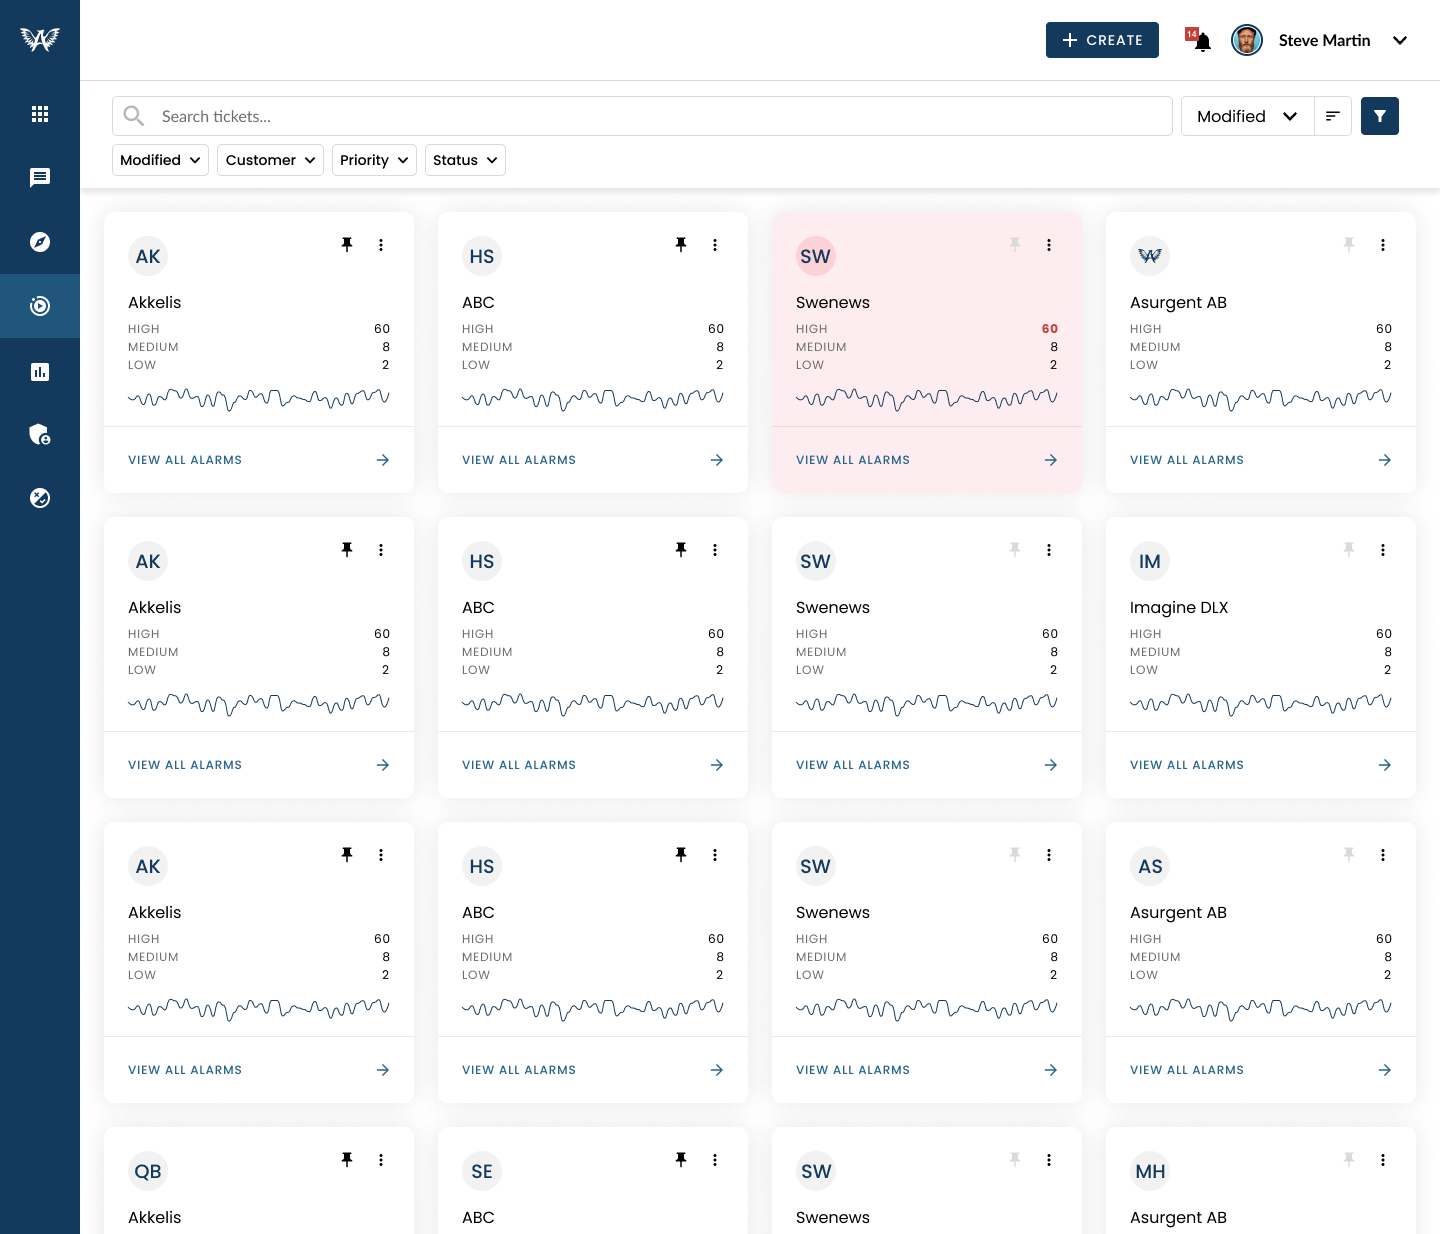 CREATE
14
Steve Martin
Search tickets...
Modified
Modified
Customer
Priority
Status
AK
Akkelis
HIGH 60
MEDIUM 8
LOW 2
VIEW ALL ALARMS
HS
ABC
HIGH 60
MEDIUM 8
LOW 2
VIEW ALL ALARMS
SW
Swenews
HIGH 60
MEDIUM 8
LOW 2
VIEW ALL ALARMS
Asurgent AB
HIGH 60
MEDIUM 8
LOW 2
VIEW ALL ALARMS
AK
Akkelis
HIGH 60
MEDIUM 8
LOW 2
VIEW ALL ALARMS
HS
ABC
HIGH 60
MEDIUM 8
LOW 2
VIEW ALL ALARMS
SW
Swenews
HIGH 60
MEDIUM 8
LOW 2
VIEW ALL ALARMS
IM
Imagine DLX
HIGH 60
MEDIUM 8
LOW 2
VIEW ALL ALARMS
AK
Akkelis
HIGH 60
MEDIUM 8
LOW 2
VIEW ALL ALARMS
HS
ABC
HIGH 60
MEDIUM 8
LOW 2
VIEW ALL ALARMS
SW
Swenews
HIGH 60
MEDIUM 8
LOW 2
VIEW ALL ALARMS
AS
Asurgent AB
HIGH 60
MEDIUM 8
LOW 2
VIEW ALL ALARMS
QB
Akkelis
SE
ABC
SW
Swenews
MH
Asurgent AB